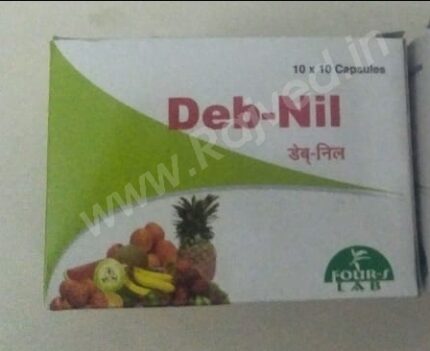 10 x 10 Capsules
Deb-Nil
डेब्-निल
www.Rajved.in
FOUR-S
LAB